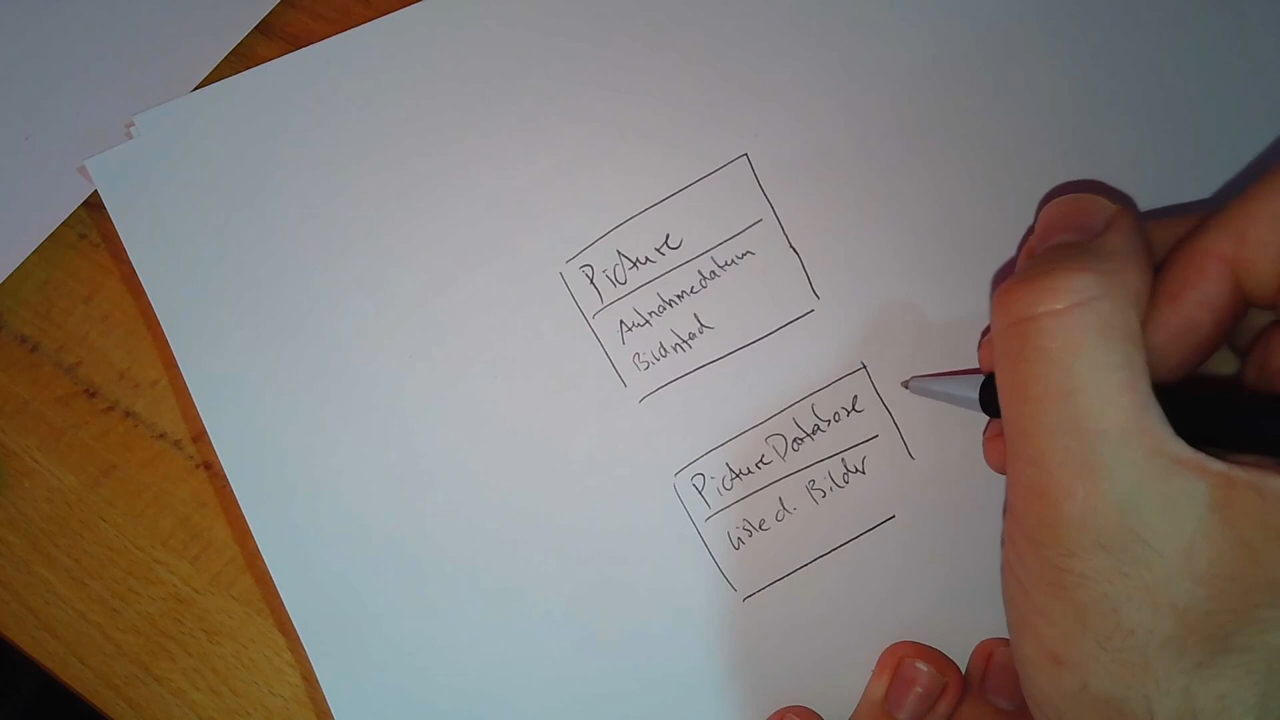 Picture
Aufnahmedatum
Bildpfad
PictureDatabase
Liste d. Bilder